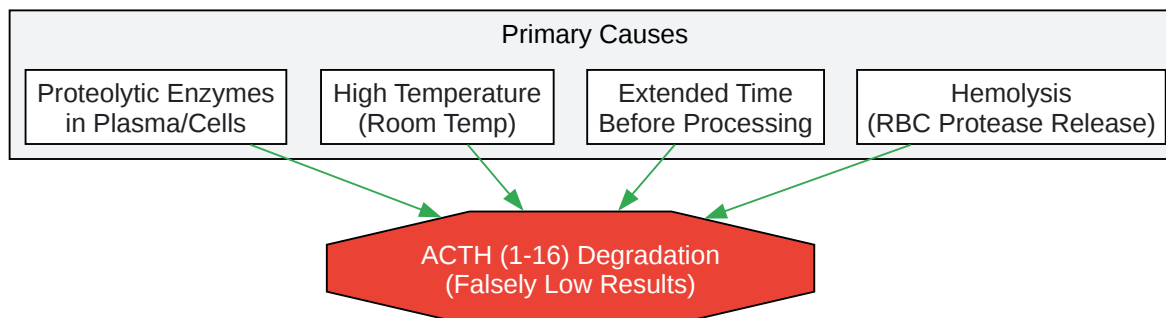 Primary Causes
Proteolytic Enzymes
in Plasma/Cells
High Temperature
(Room Temp)
Extended Time
Before Processing
Hemolysis
(RBC Protease Release)
ACTH (1-16) Degradation
(Falsely Low Results)